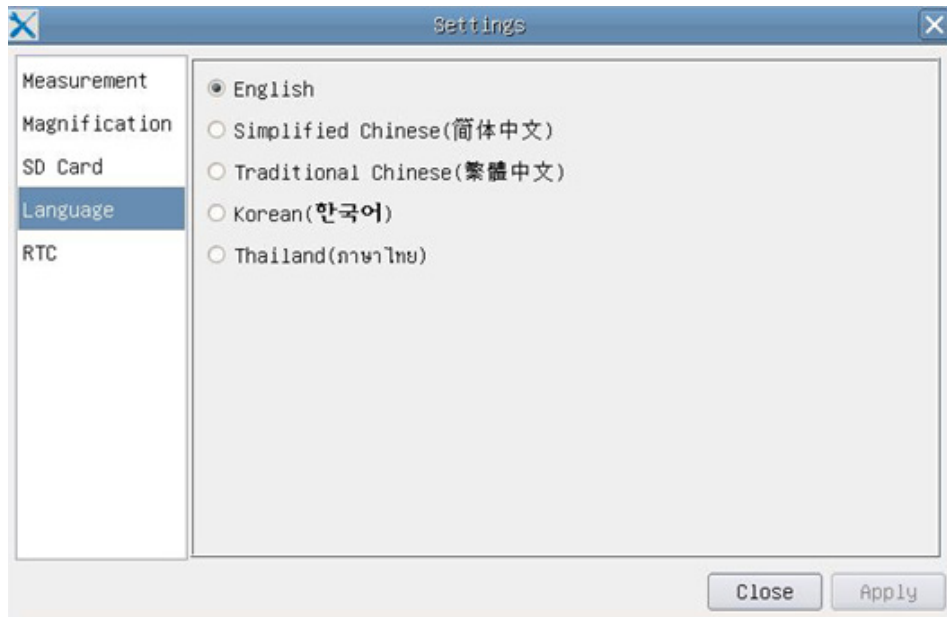 Settings
Measurement
Magnification
SD Card
Language
RTC
English
Simplified Chinese(简体中文)
Traditional Chinese(繁體中文)
Korean(한국어)
Thailand(ภาษาไทย)
Close
Apply